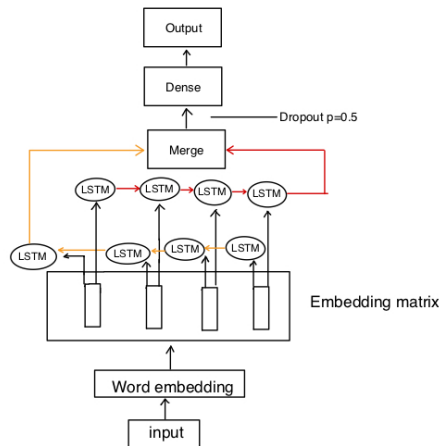 Output
Dense
Dropout p=0.5
Merge
LSTM LSTM LSTM LSTM
LSTM LSTM LSTM LSTM
Embedding matrix
Word embedding
input